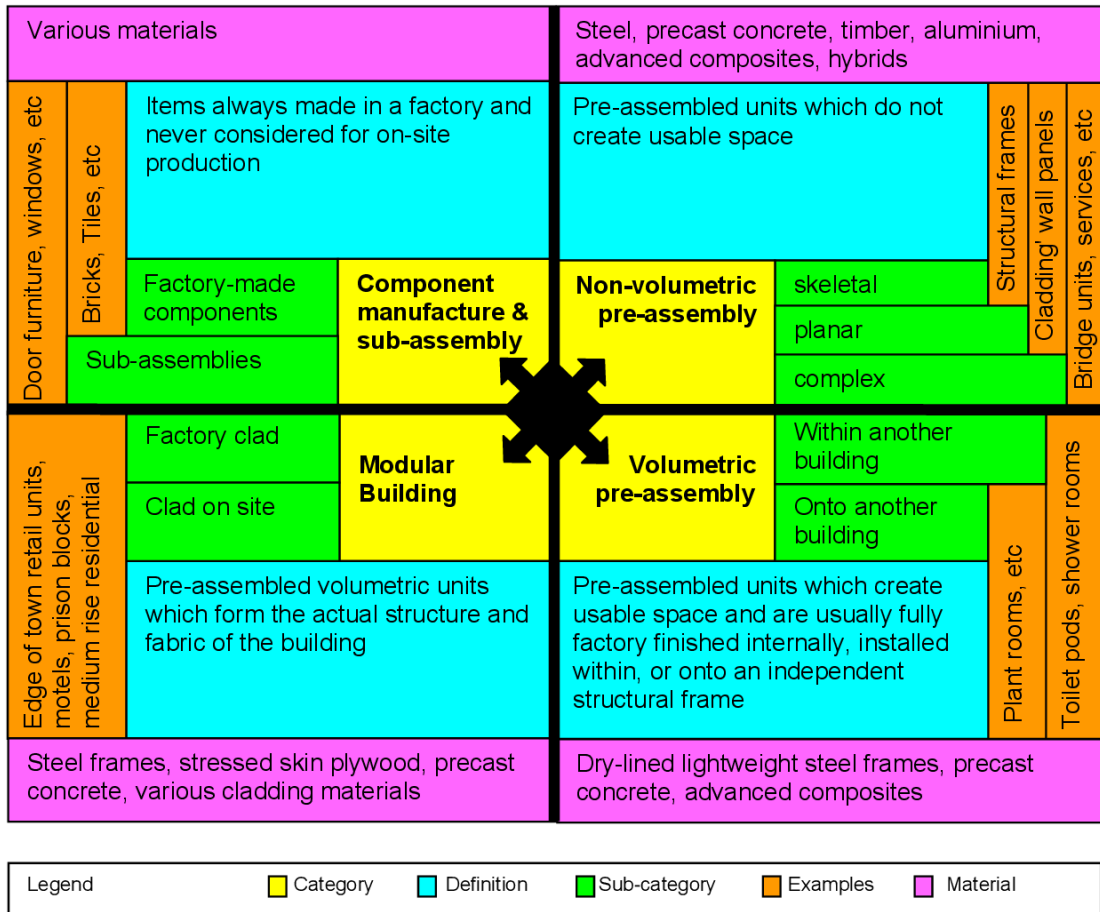 Various materials
Steel, precast concrete, timber, aluminium,
advanced composites, hybrids
Door furniture, windows, etc
Bricks, Tiles, etc
Items always made in a factory and
never considered for on-site
production
Pre-assembled units which do not
create usable space
Structural frames
Cladding' wall panels
Bridge units, services, etc
Factory-made
components
Sub-assemblies
Component
manufacture &
sub-assembly
Non-volumetric
pre-assembly
skeletal
planar
complex
Edge of town retail units,
motels, prison blocks,
medium rise residential
Factory clad
Clad on site
Modular
Building
Volumetric
pre-assembly
Within another
building
Onto another
building
Pre-assembled volumetric units
which form the actual structure and
fabric of the building
Pre-assembled units which create
usable space and are usually fully
factory finished internally, installed
within, or onto an independent
structural frame
Plant rooms, etc
Toilet pods, shower rooms
Steel frames, stressed skin plywood, precast
concrete, various cladding materials
Dry-lined lightweight steel frames, precast
concrete, advanced composites
Legend
Category
Definition
Sub-category
Examples
Material